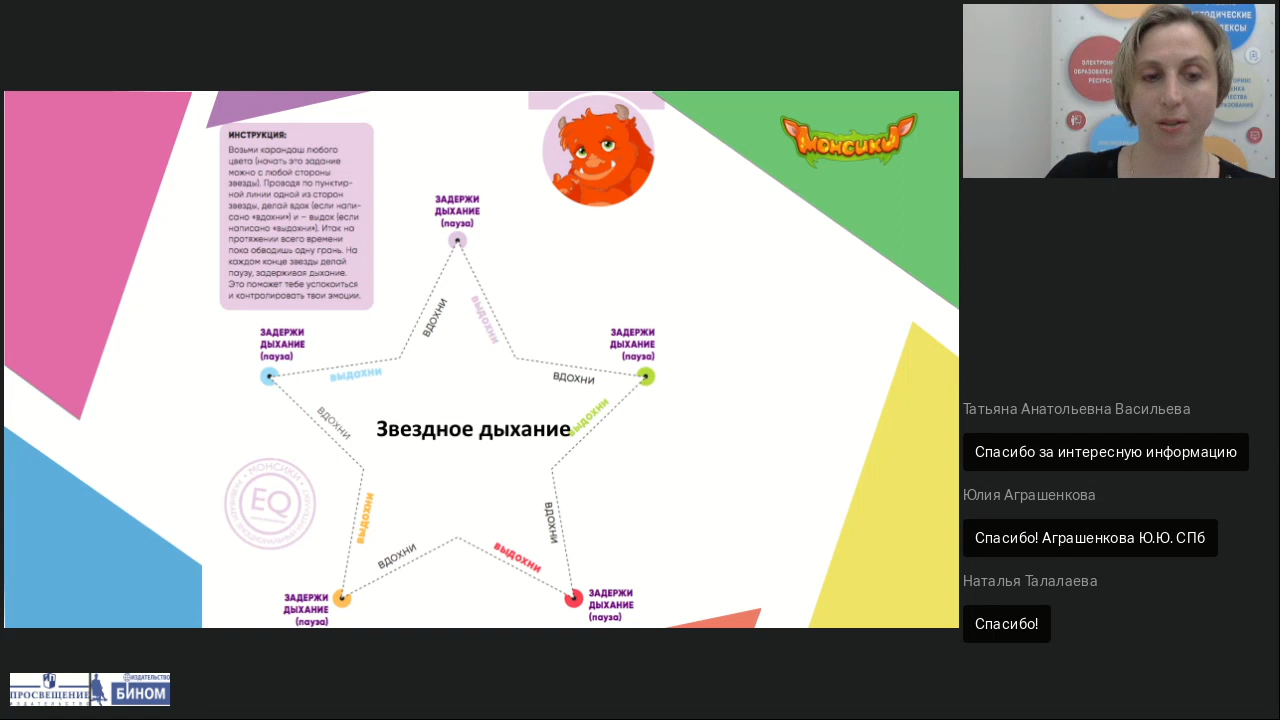 ИНСТРУКЦИЯ:
Возьми карандаш любого
цвета (начать это задание
можно с любой стороны
звезды). Проводя по пунктир-
ной линии одной из сторон
звезды, делай вдох (если напи-
сано «вдохни») и – выдох (если
написано «выдохни»). Итак на
протяжении всего времени
пока обводишь одну грань. На
каждом конце звезды делай
паузу, задерживая дыхание.
Это поможет тебе успокоиться
и контролировать твои эмоции.
МОНСИКИ
ЗАДЕРЖИ
ДЫХАНИЕ
(пауза)
ВДОХНИ
ВЫДОХНИ
ЗАДЕРЖИ
ДЫХАНИЕ
(пауза)
ВЫДОХНИ
ЗАДЕРЖИ
ДЫХАНИЕ
(пауза)
ВДОХНИ
ВДОХНИ
Звездное дыхание
ВЫДОХНИ
МОНСИКИ
EQ
ВЫДОХНИ
ВДОХНИ
ВДОХНИ
ВЫДОХНИ
ЗАДЕРЖИ
ДЫХАНИЕ
(пауза)
ЗАДЕРЖИ
ДЫХАНИЕ
(пауза)
Татьяна Анатольевна Васильева
Спасибо за интересную информацию
Юлия Аграшенкова
Спасибо! Аграшенкова Ю.Ю. СПб
Наталья Талалаева
Спасибо!
ПРОСВЕЩЕНИЕ
ИЗДАТЕЛЬСТВО
ИЗДАТЕЛЬСТВО
БИНОМ